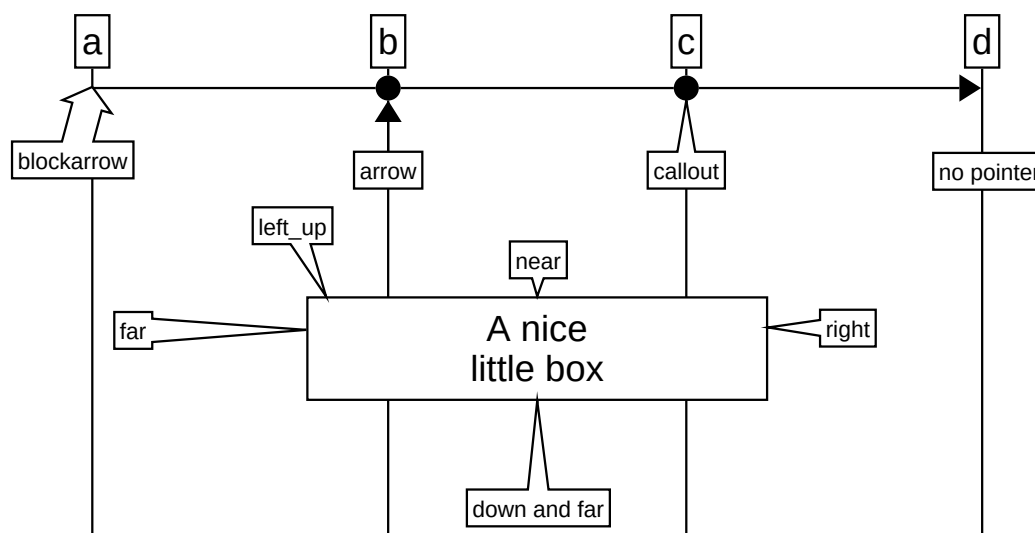 a
b
c
d
blockarrow
arrow
callout
no pointer
left_up
near
far
A nice
little box
right
down and far